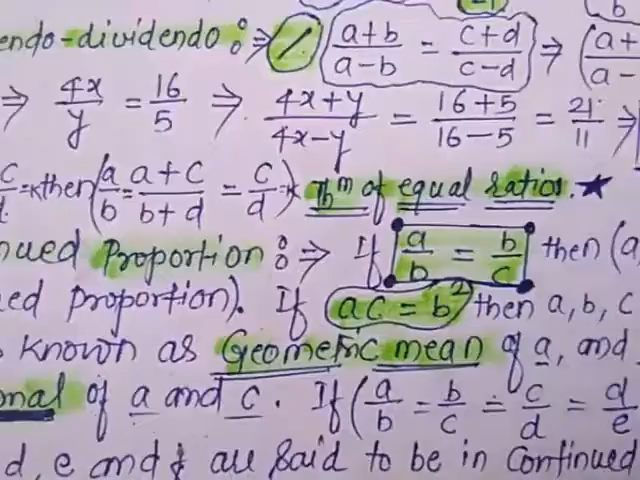 endo-dividendo :⇒ (a+b)/(a-b) = (c+d)/(c-d) ⇒ (a+
a-
⇒ 4x/y = 16/5 ⇒ (4x+y)/(4x-y) = (16+5)/(16-5) = 21/11 ⇒
then (a/b = (a+c)/(b+d) = c/d) Thm of equal ratios. ★
nued Proportion :⇒ If a/b = b/c then (a
ed proportion). If ac = b² then a, b, c
known as Geometric mean of a, and
nal of a and c. If (a/b = b/c = c/d = d/e
d, e and f are said to be in Continued